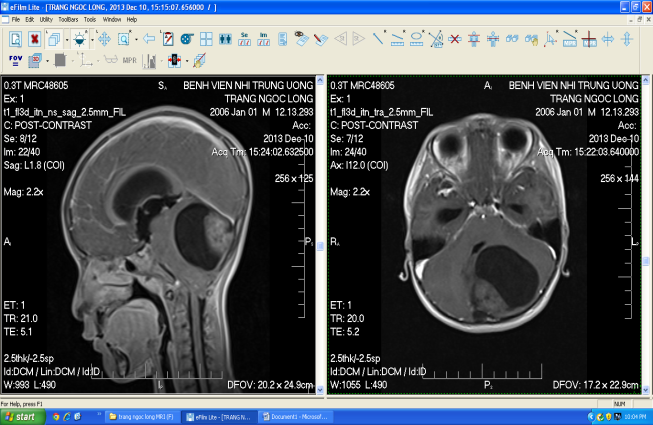 eFilm Lite - [TRANG NGOC LONG, 2013 Dec 10, 15:15:07.656000 / ]
File Edit Utility ToolBars Tools Window Help
Se Im
FOV MPR
0.3T MRC48605 S BENH VIEN NHI TRUNG UONG
Ex: 1 TRANG NGOC LONG
t1_fl3d_itn_ns_sag_2.5mm_FIL 2006 Jan 01 M 12.13.293
C: POST-CONTRAST Acc:
Se: 8/12 2013 Dec 10
Im: 22/40 Acq Tm: 15:24:02.632500
Sag: L1.8 (COI)
256 x 125
Mag: 2.2x
A P
ET: 1
TR: 21.0
TE: 5.1
2.5thk/-2.5sp
Id:DCM / Lin:DCM / Id:ID
W:993 L:490 I DFOV: 20.2 x 24.9cm
0.3T MRC48605 A BENH VIEN NHI TRUNG UONG
Ex: 1 TRANG NGOC LONG
t1_fl3d_itn_tra_2.5mm_FIL 2006 Jan 01 M 12.13.293
C: POST-CONTRAST Acc:
Se: 7/12 2013 Dec 10
Im: 24/40 Acq Tm: 15:22:03.640000
Ax: I12.0 (COI)
256 x 144
Mag: 2.2x
R L
ET: 1
TR: 20.0
TE: 5.2
2.5thk/-2.5sp
Id:DCM / Lin:DCM / Id:ID
W:1055 L:490 P DFOV: 17.2 x 22.9cm
For Help, press F1 NUM
start trang ngoc long MRI (F) eFilm Lite - [TRANG N... Document1 - Microsof... 10:04 PM